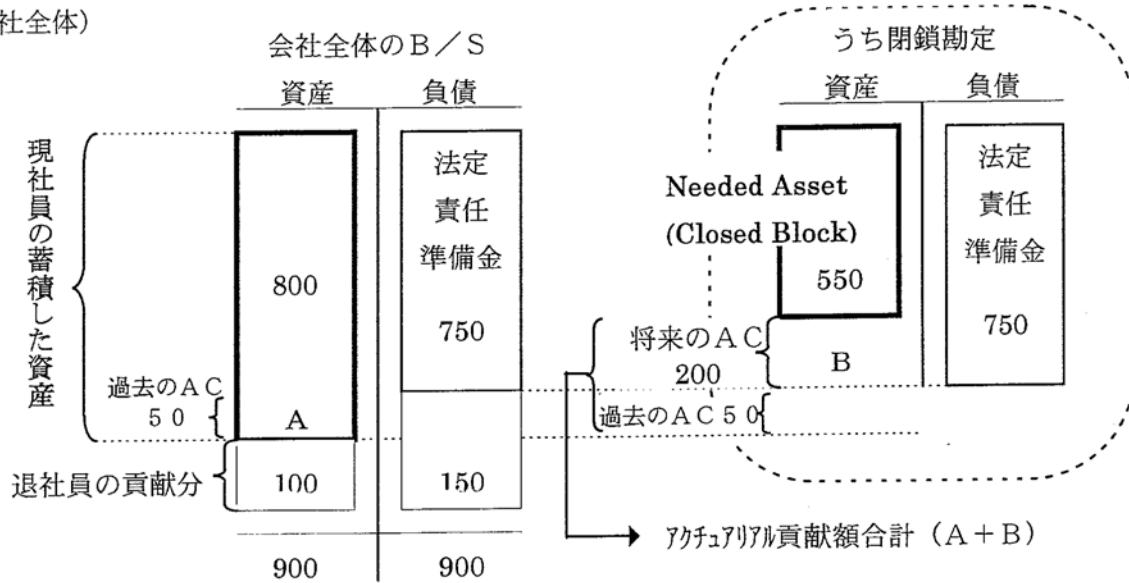 社全体）
会社全体のＢ／Ｓ
資産
負債
現社員の蓄積した資産
800
法定
責任
準備金
750
過去のＡＣ
５０
A
退社員の貢献分
100
150
900
900
うち閉鎖勘定
資産
負債
Needed Asset
(Closed Block)
550
法定
責任
準備金
750
将来のＡＣ
200
B
過去のＡＣ５０
アクチュアリアル貢献額合計（Ａ＋Ｂ）